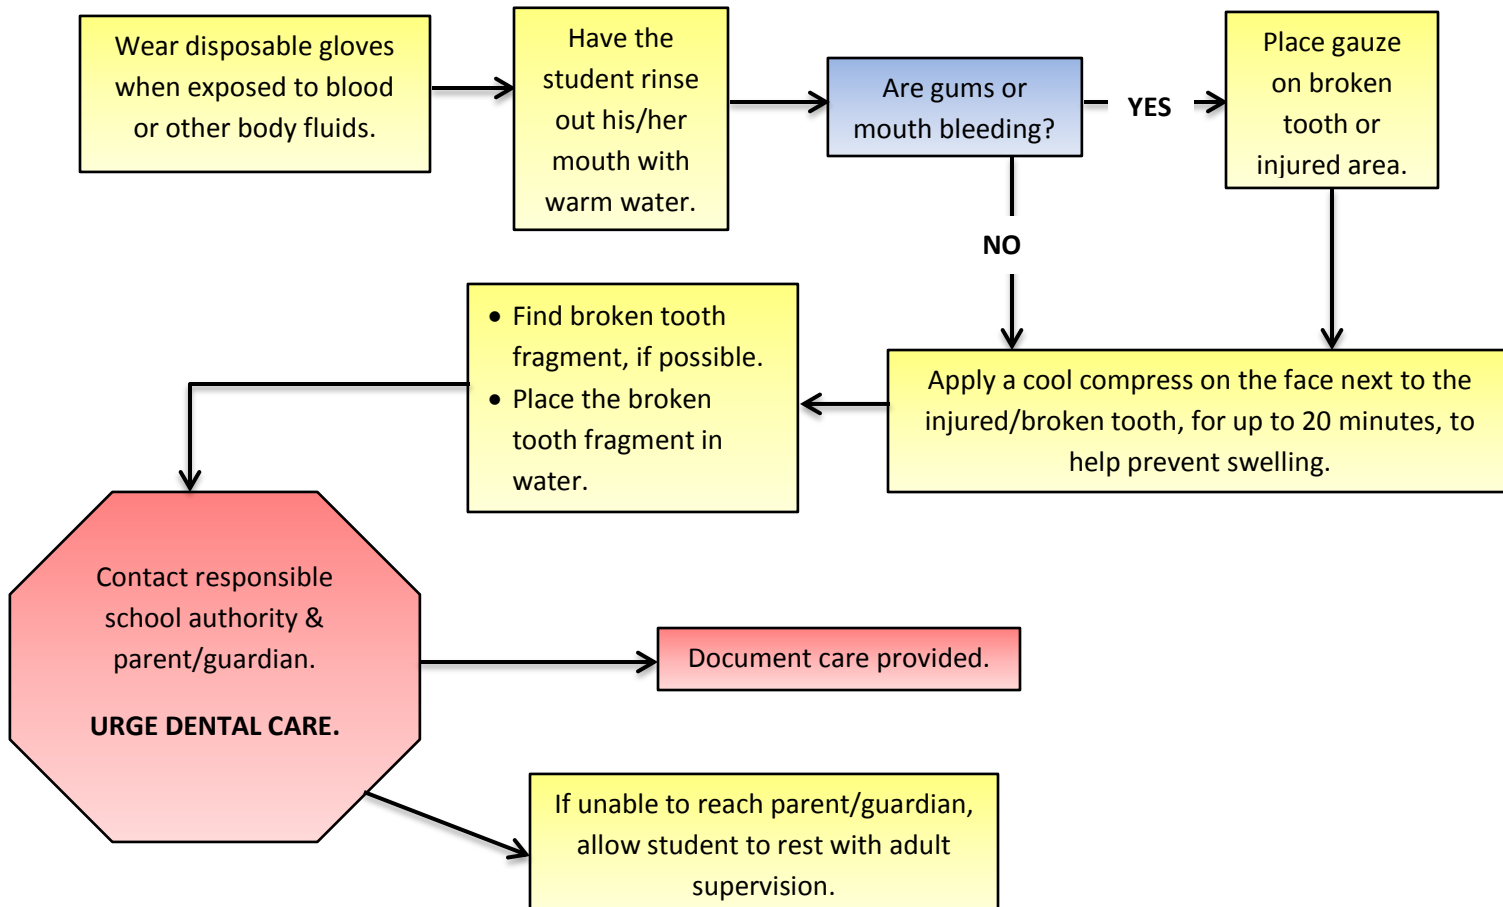 Wear disposable gloves
when exposed to blood
or other body fluids.
Have the
student rinse
out his/her
mouth with
warm water.
Are gums or
mouth bleeding?
YES
Place gauze
on broken
tooth or
injured area.
NO
Apply a cool compress on the face next to the
injured/broken tooth, for up to 20 minutes, to
help prevent swelling.
• Find broken tooth
fragment, if possible.
• Place the broken
tooth fragment in
water.
Contact responsible
school authority &
parent/guardian.
URGE DENTAL CARE.
Document care provided.
If unable to reach parent/guardian,
allow student to rest with adult
supervision.